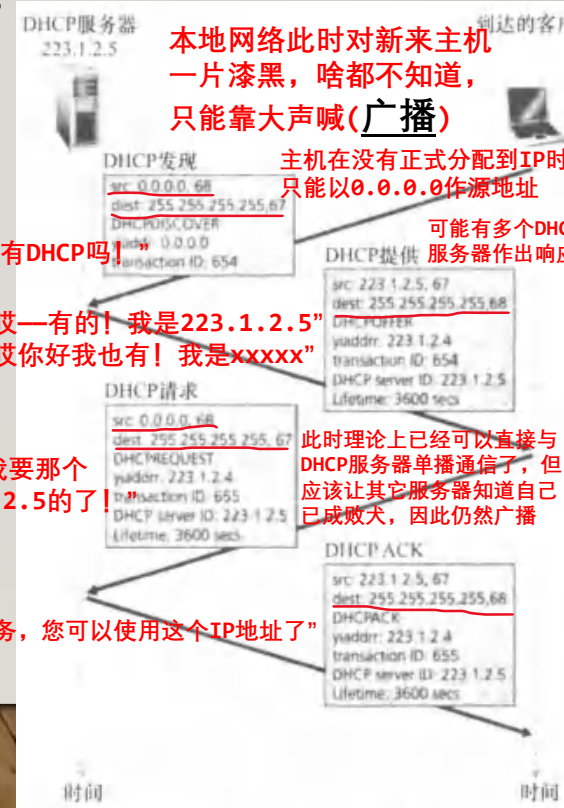 DHCP服务器
223.1.2.5
到达的客户
本地网络此时对新来主机
一片漆黑，啥都不知道，
只能靠大声喊(广播)
DHCP发现
主机在没有正式分配到IP时
只能以0.0.0.0作源地址
src: 0.0.0.0, 68
dest: 255.255.255.255,67
DHCPDISCOVER
yiaddr: 0.0.0.0
transaction ID: 654
有DHCP吗！”
可能有多个DHC
服务器作出响应
DHCP提供
src: 223.1.2.5, 67
dest: 255.255.255.255,68
DHCPOFFER
yiaddr: 223.1.2.4
transaction ID: 654
DHCP server ID: 223.1.2.5
Lifetime: 3600 secs
哎——有的！我是223.1.2.5”
哎你好我也有！我是xxxxx”
DHCP请求
src: 0.0.0.0, 68
dest: 255.255.255.255, 67
DHCPREQUEST
yiaddrr: 223.1.2.4
transaction ID: 655
DHCP server ID: 223.1.2.5
Lifetime: 3600 secs
我要那个
2.5的了！”
此时理论上已经可以直接与
DHCP服务器单播通信了，但
应该让其它服务器知道自己
已成败犬，因此仍然广播
DHCP ACK
src: 223.1.2.5, 67
dest: 255.255.255.255,68
DHCPACK
yiaddrr: 223.1.2.4
transaction ID: 655
DHCP server ID: 223.1.2.5
Lifetime: 3600 secs
务，您可以使用这个IP地址了”
时间
时间